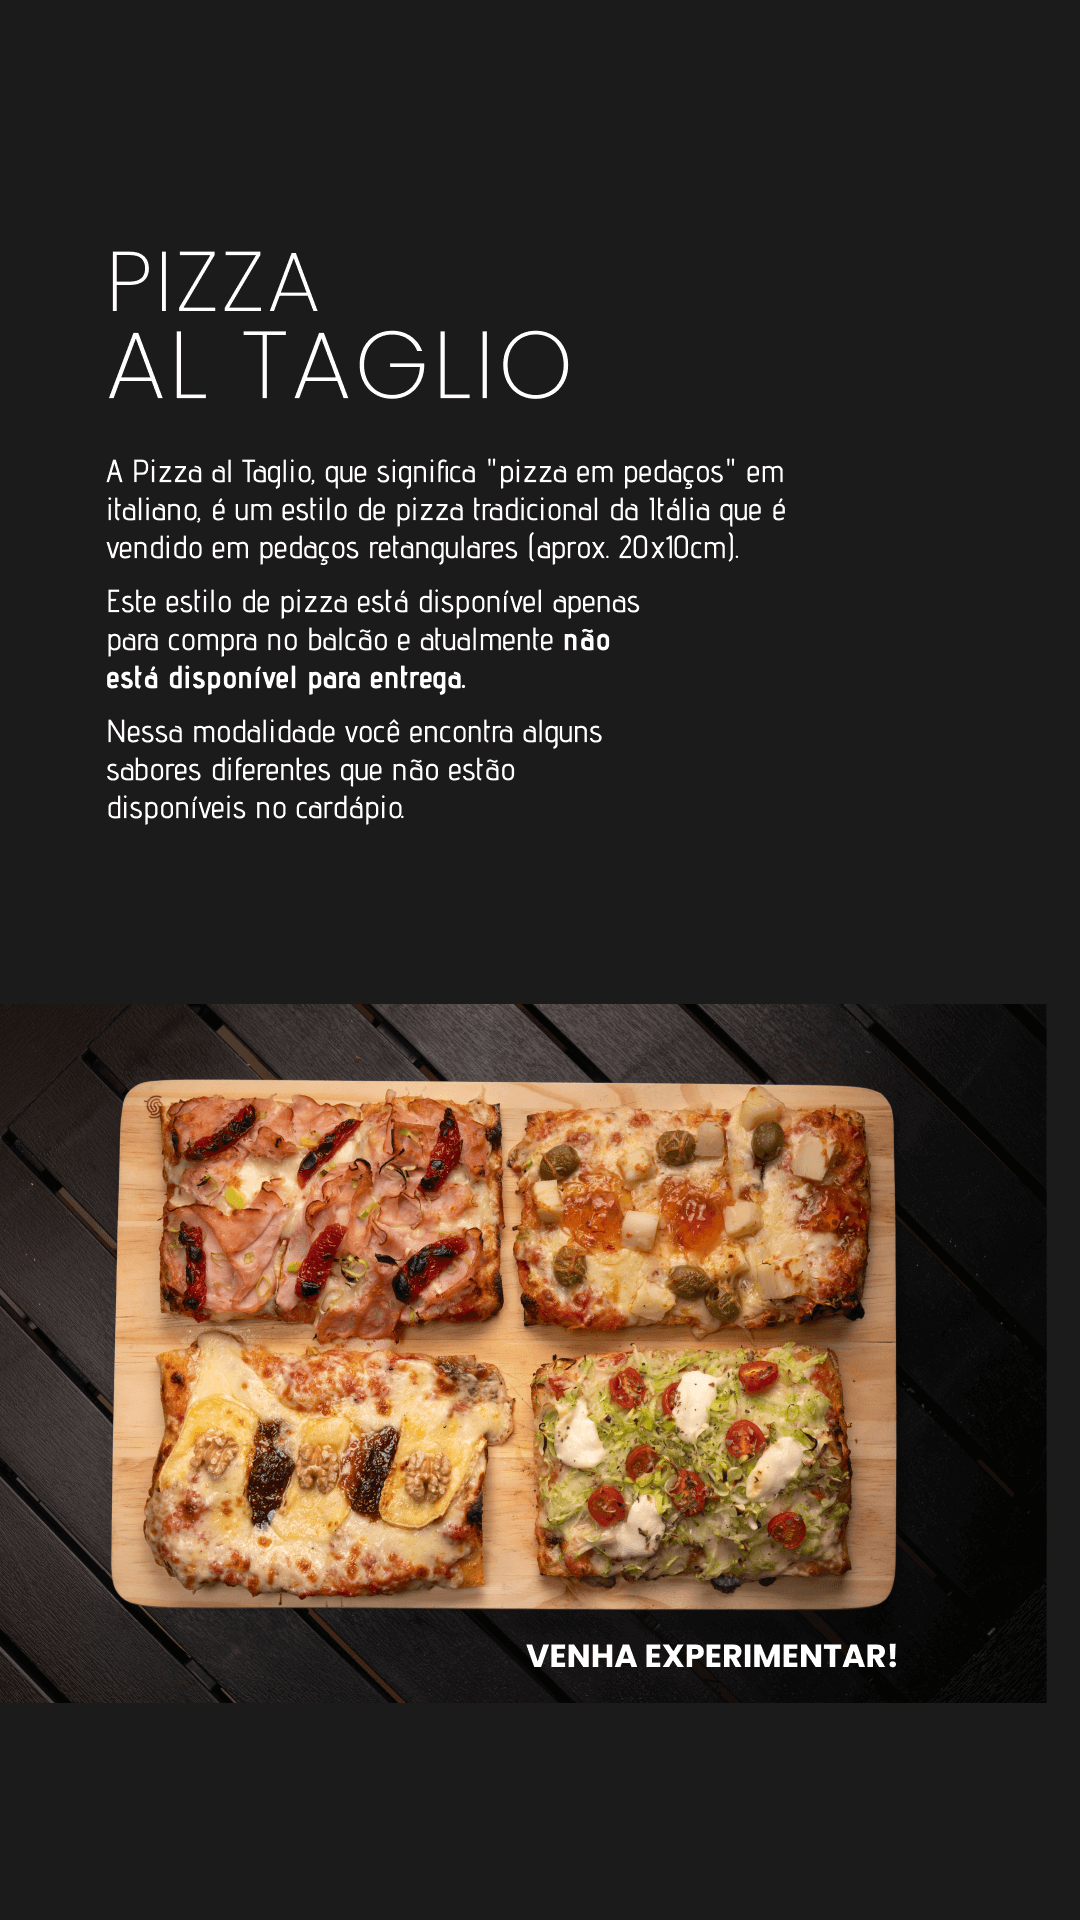 PIZZA
AL TAGLIO
A Pizza al Taglio, que significa "pizza em pedaços" em
italiano, é um estilo de pizza tradicional da Itália que é
vendido em pedaços retangulares (aprox. 20x10cm).
Este estilo de pizza está disponível apenas
para compra no balcão e atualmente não
está disponível para entrega.
Nessa modalidade você encontra alguns
sabores diferentes que não estão
disponíveis no cardápio.
VENHA EXPERIMENTAR!